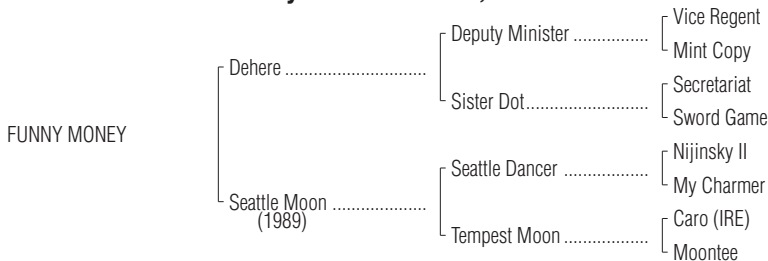 Deputy Minister ................
Vice Regent
Mint Copy
Dehere ..............................
Sister Dot..........................
Secretariat
Sword Game
FUNNY MONEY
Seattle Dancer ..................
Nijinsky II
My Charmer
Seattle Moon ....................
(1989)
Tempest Moon ..................
Caro (IRE)
Moontee